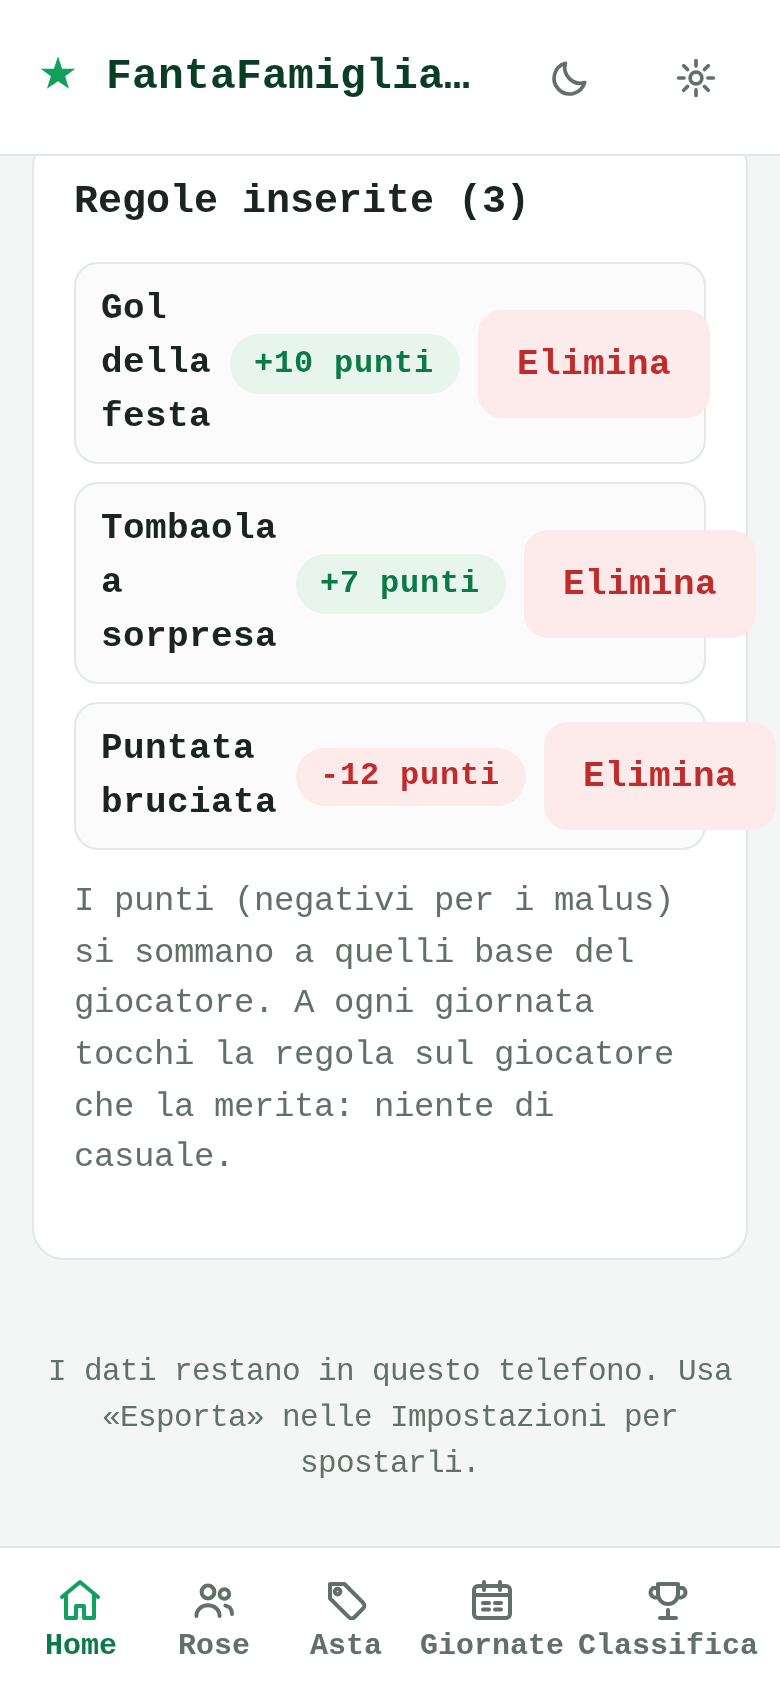 ★ FantaFamiglia…
Regole inserite (3)
Gol
della
festa
+10 punti
Elimina
Tombaola
a
sorpresa
+7 punti
Elimina
Puntata
bruciata
-12 punti
Elimina
I punti (negativi per i malus)
si sommano a quelli base del
giocatore. A ogni giornata
tocchi la regola sul giocatore
che la merita: niente di
casuale.
I dati restano in questo telefono. Usa
«Esporta» nelle Impostazioni per
spostarli.
Home Rose Asta Giornate Classifica